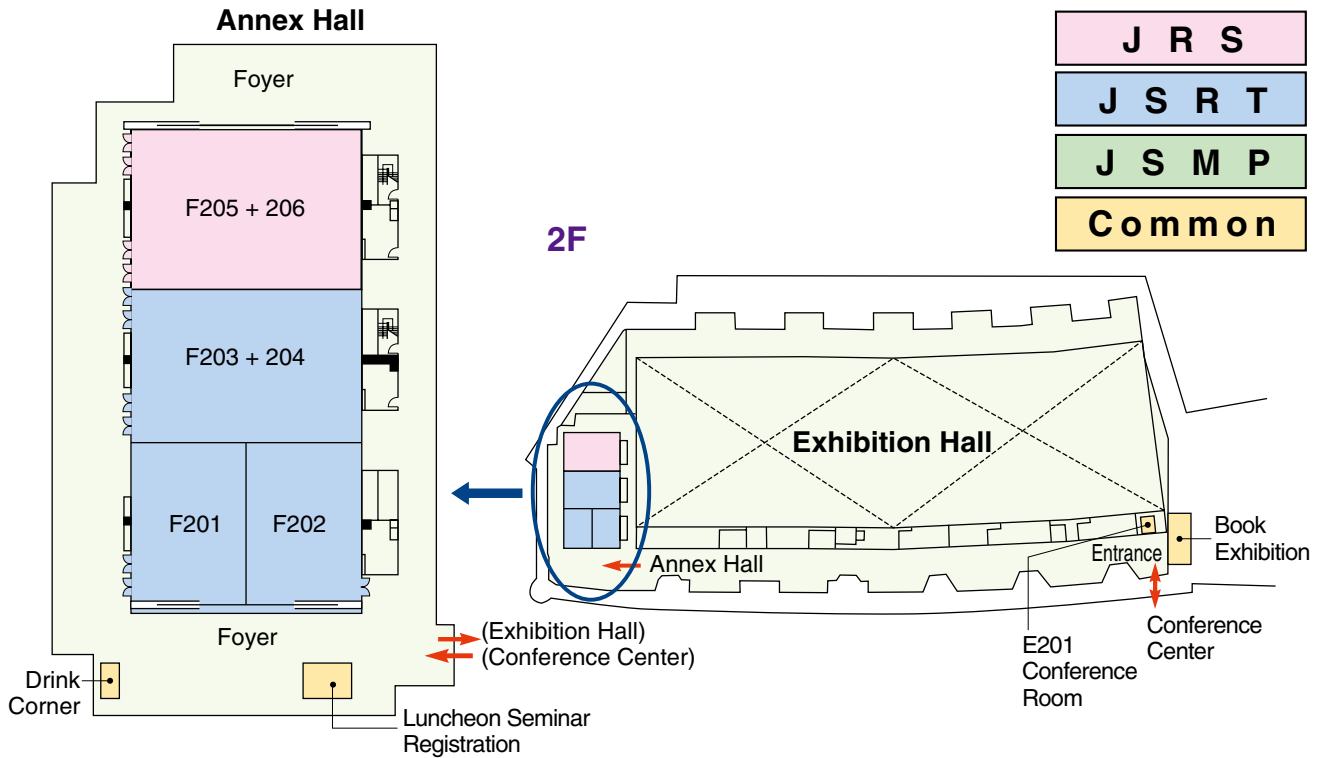 Annex Hall
Foyer
F205 + 206
F203 + 204
F201
F202
Foyer
(Exhibition Hall)
(Conference Center)
Drink
Corner
Luncheon Seminar
Registration
J R S
J S R T
J S M P
Common
2F
Exhibition Hall
Annex Hall
Entrance
Book
Exhibition
E201
Conference
Room
Conference
Center